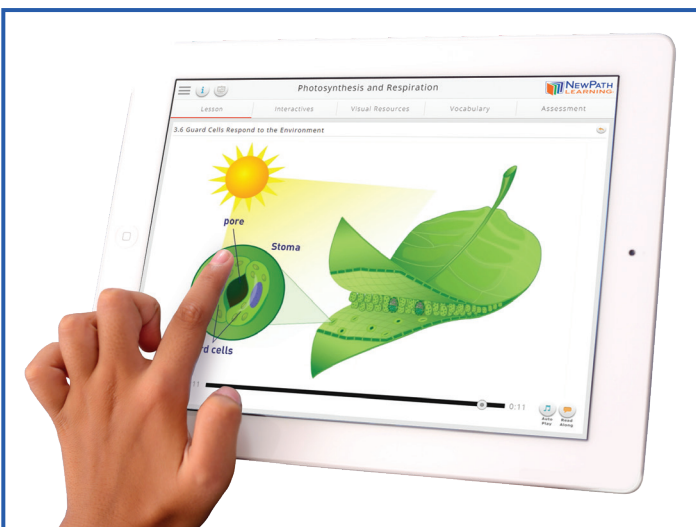 Photosynthesis and Respiration
NEWPATH
LEARNING
Lesson
Interactives
Visual Resources
Vocabulary
Assessment
3.6 Guard Cells Respond to the Environment
pore
Stoma
rd cells
11
0:11
Auto
Play
Read
Along